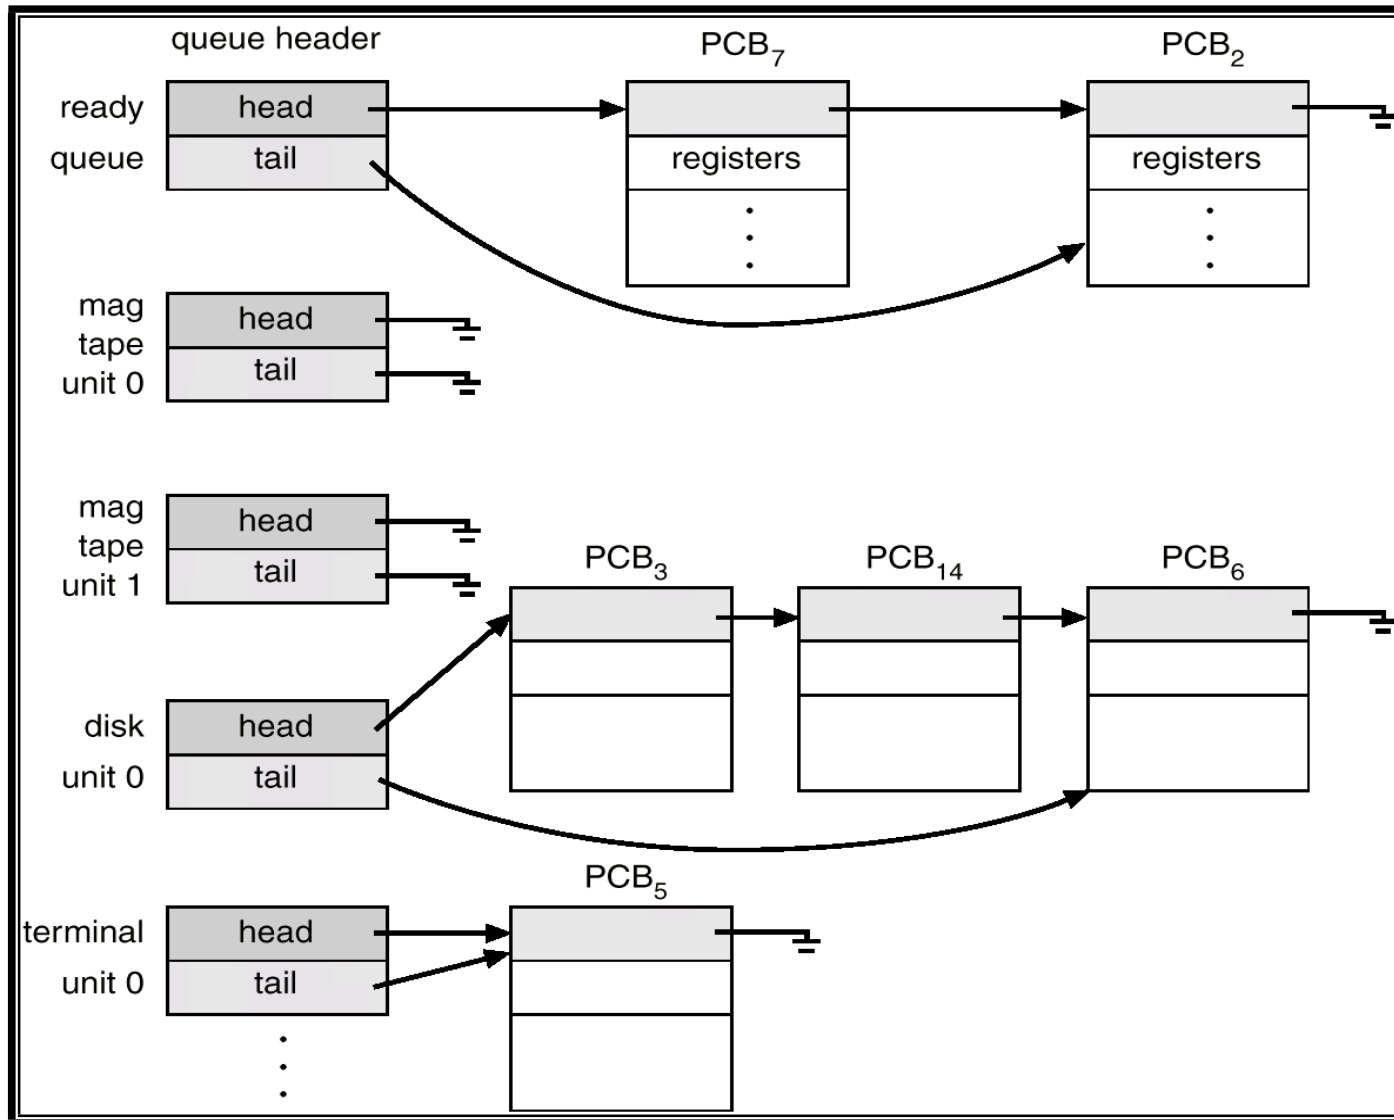 queue header
PCB7
PCB2
ready
queue
head
tail
registers
registers
mag
tape
unit 0
head
tail
mag
tape
unit 1
head
tail
PCB3
PCB14
PCB6
disk
unit 0
head
tail
PCB5
terminal
unit 0
head
tail